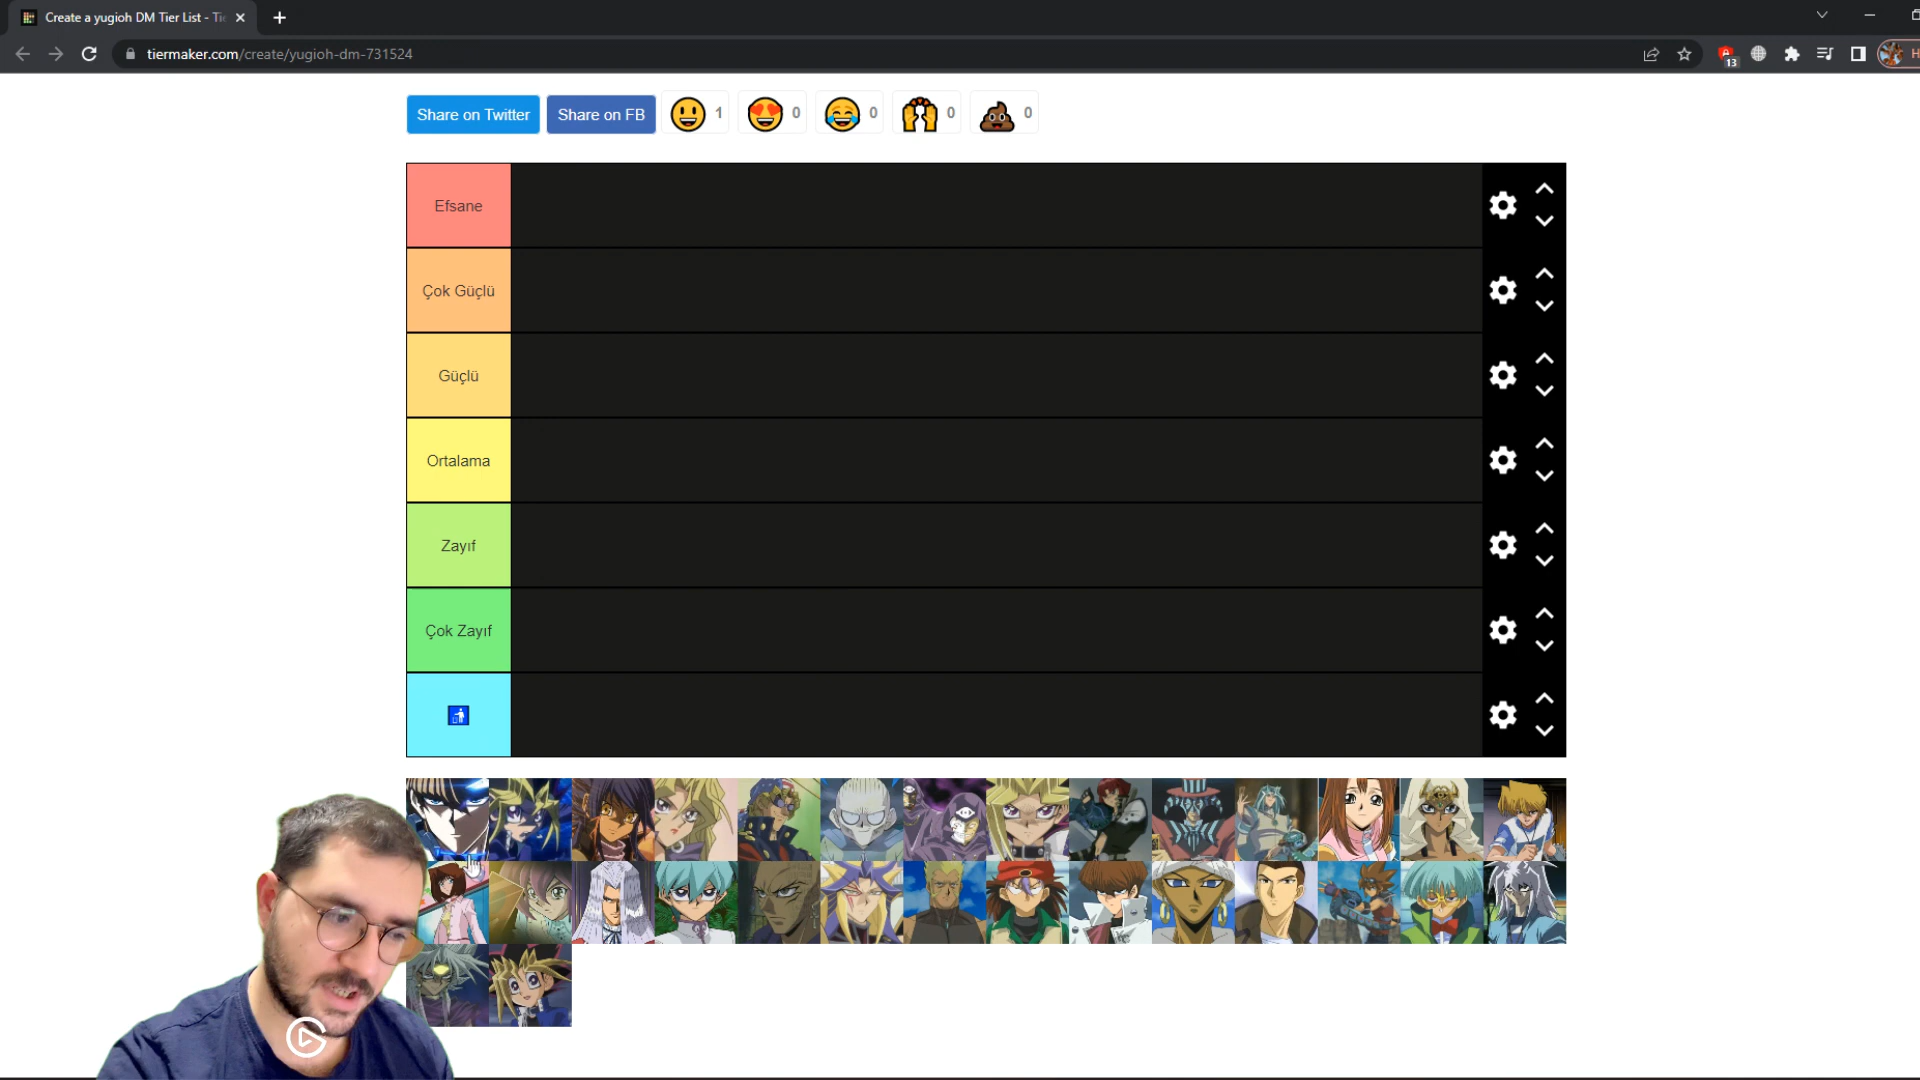 Create a yugioh DM Tier List - Ti
tiermaker.com/create/yugioh-dm-731524
13
H
Share on Twitter
Share on FB
1
0
0
0
0
Efsane
Çok Güçlü
Güçlü
Ortalama
Zayıf
Çok Zayıf